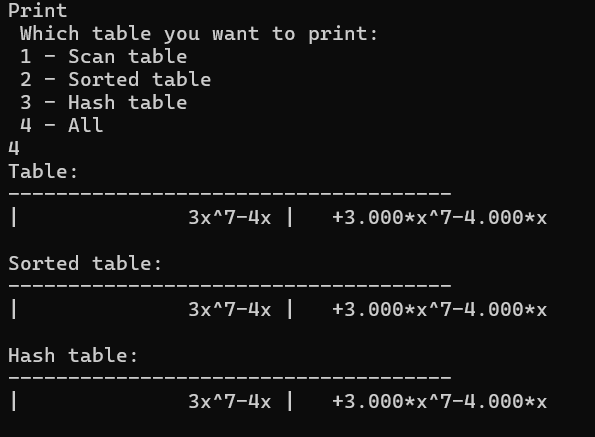 Print
 Which table you want to print:
 1 - Scan table
 2 - Sorted table
 3 - Hash table
 4 - All
4
Table:
-------------------------------------
|              3x^7-4x |   +3.000*x^7-4.000*x

Sorted table:
-------------------------------------
|              3x^7-4x |   +3.000*x^7-4.000*x

Hash table:
-------------------------------------
|              3x^7-4x |   +3.000*x^7-4.000*x